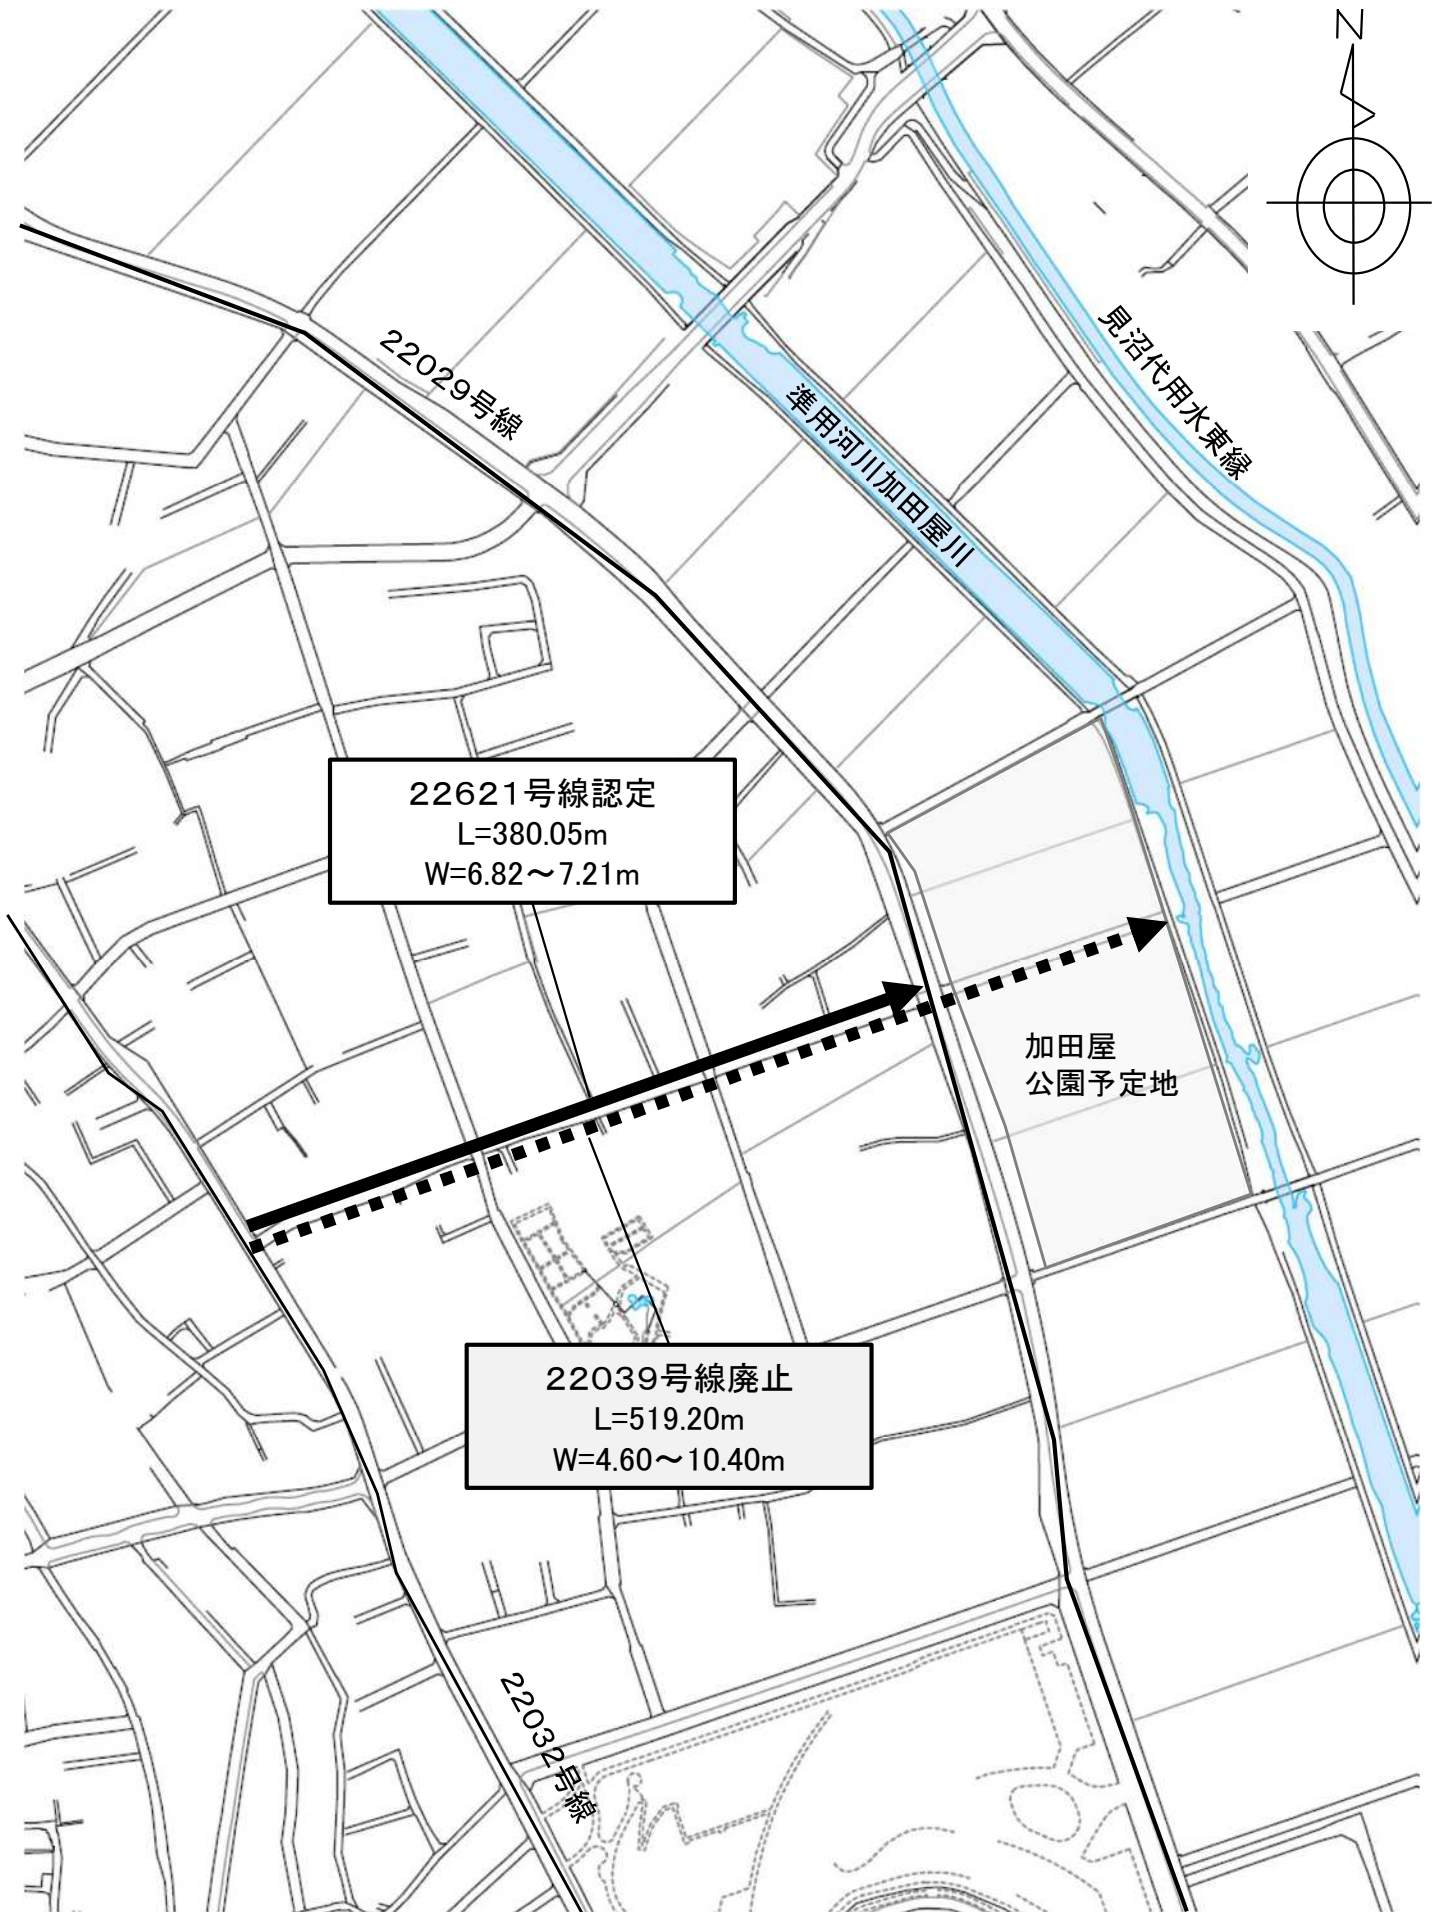 N
見沼代用水東縁
22029号線
準用河川加田屋川
22621号線認定
L=380.05m
W=6.82～7.21m
加田屋
公園予定地
22039号線廃止
L=519.20m
W=4.60～10.40m
22032号線